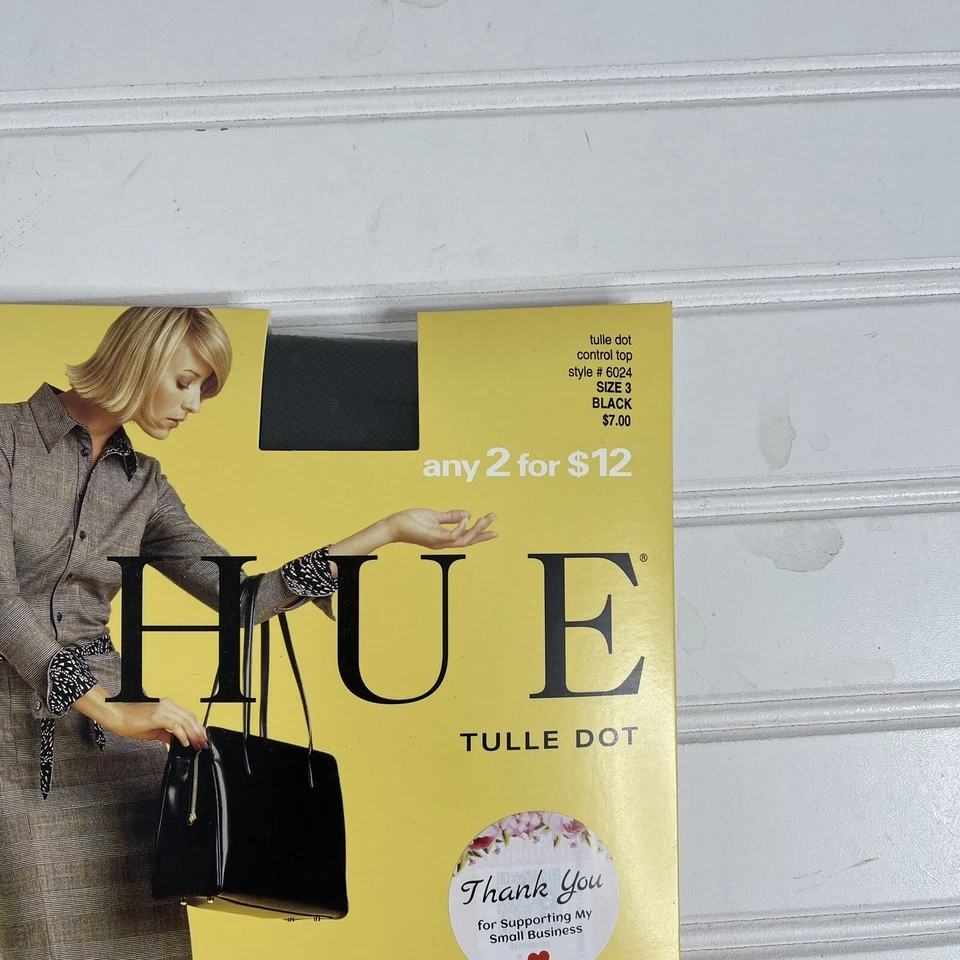 tulle dot
control top
style # 6024
SIZE 3
BLACK
$7.00
any 2 for $12
HUE®
TULLE DOT
Thank You
for Supporting My
Small Business